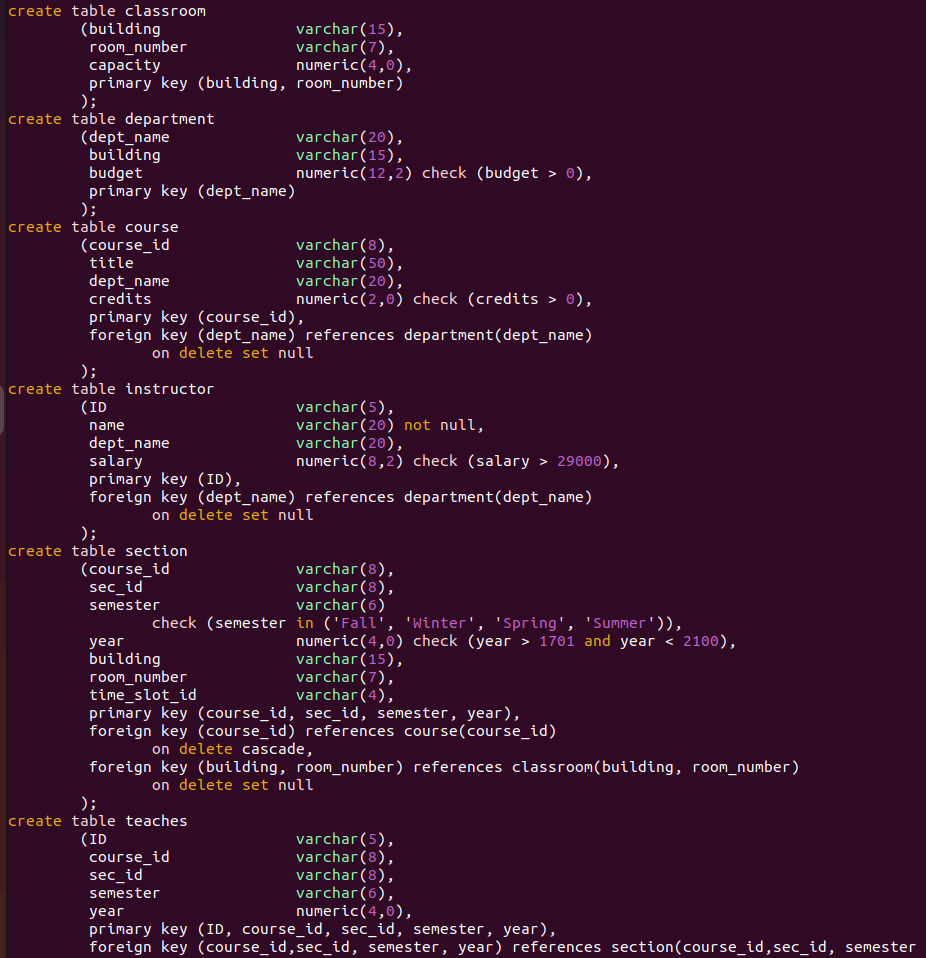 create table classroom
(building varchar(15),
room_number varchar(7),
capacity numeric(4,0),
primary key (building, room_number)
);
create table department
(dept_name varchar(20),
building varchar(15),
budget numeric(12,2) check (budget > 0),
primary key (dept_name)
);
create table course
(course_id varchar(8),
title varchar(50),
dept_name varchar(20),
credits numeric(2,0) check (credits > 0),
primary key (course_id),
foreign key (dept_name) references department(dept_name)
on delete set null
);
create table instructor
(ID varchar(5),
name varchar(20) not null,
dept_name varchar(20),
salary numeric(8,2) check (salary > 29000),
primary key (ID),
foreign key (dept_name) references department(dept_name)
on delete set null
);
create table section
(course_id varchar(8),
sec_id varchar(8),
semester varchar(6)
check (semester in ('Fall', 'Winter', 'Spring', 'Summer')),
year numeric(4,0) check (year > 1701 and year < 2100),
building varchar(15),
room_number varchar(7),
time_slot_id varchar(4),
primary key (course_id, sec_id, semester, year),
foreign key (course_id) references course(course_id)
on delete cascade,
foreign key (building, room_number) references classroom(building, room_number)
on delete set null
);
create table teaches
(ID varchar(5),
course_id varchar(8),
sec_id varchar(8),
semester varchar(6),
year numeric(4,0),
primary key (ID, course_id, sec_id, semester, year),
foreign key (course_id,sec_id, semester, year) references section(course_id,sec_id, semester